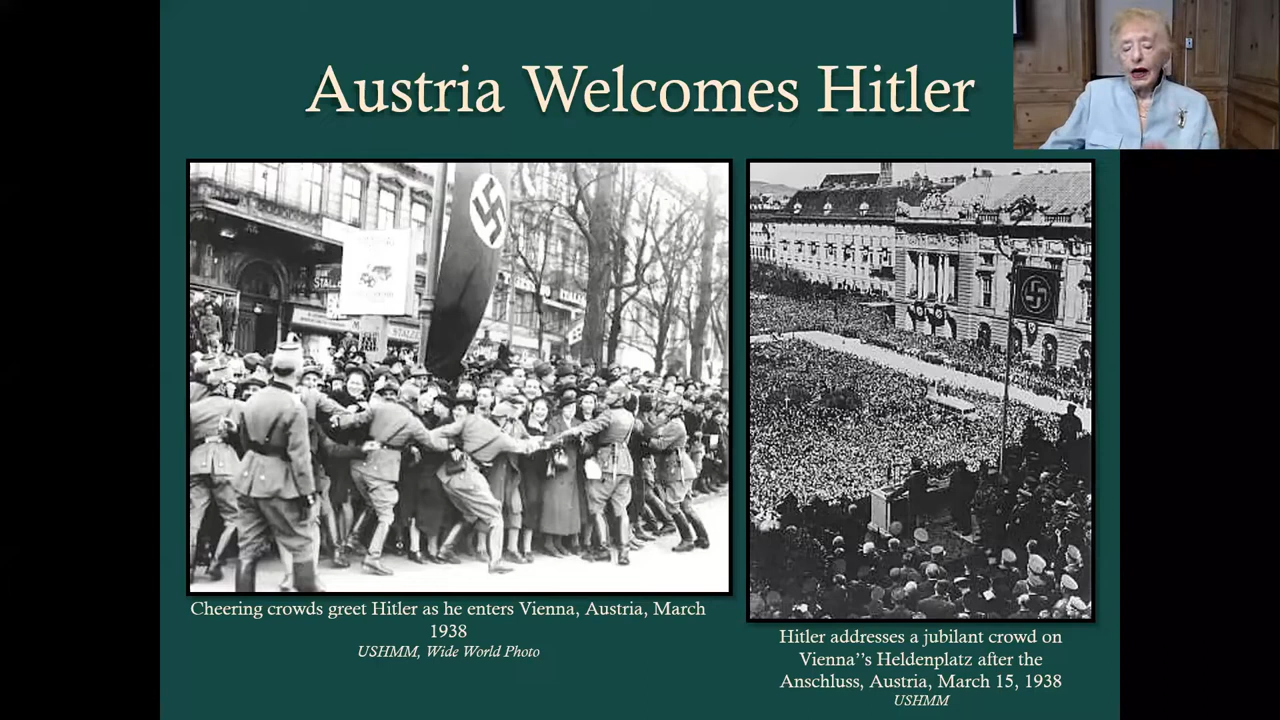 Austria Welcomes Hitler
STALZ
Cheering crowds greet Hitler as he enters Vienna, Austria, March
1938
USHMM, Wide World Photo
Hitler addresses a jubilant crowd on
Vienna’’s Heldenplatz after the
Anschluss, Austria, March 15, 1938
USHMM